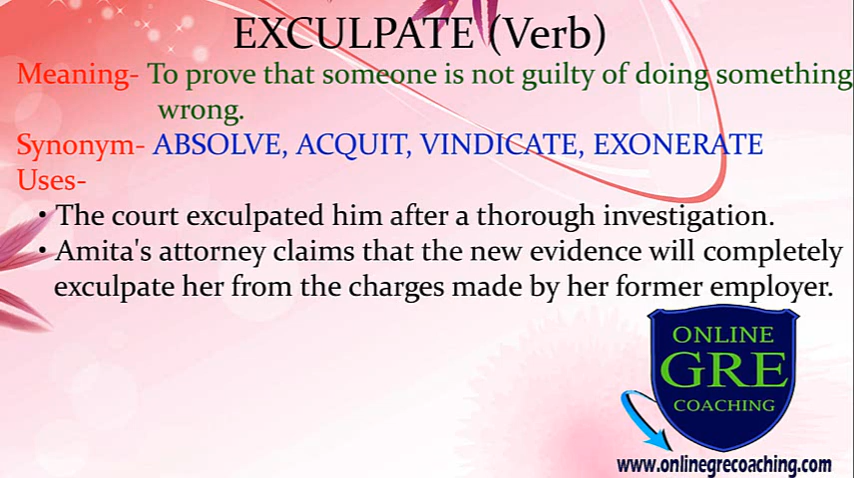 EXCULPATE (Verb)
Meaning- To prove that someone is not guilty of doing something
wrong.
Synonym- ABSOLVE, ACQUIT, VINDICATE, EXONERATE
Uses-
• The court exculpated him after a thorough investigation.
• Amita's attorney claims that the new evidence will completely
exculpate her from the charges made by her former employer.
ONLINE
GRE
COACHING
www.onlinegrecoaching.com